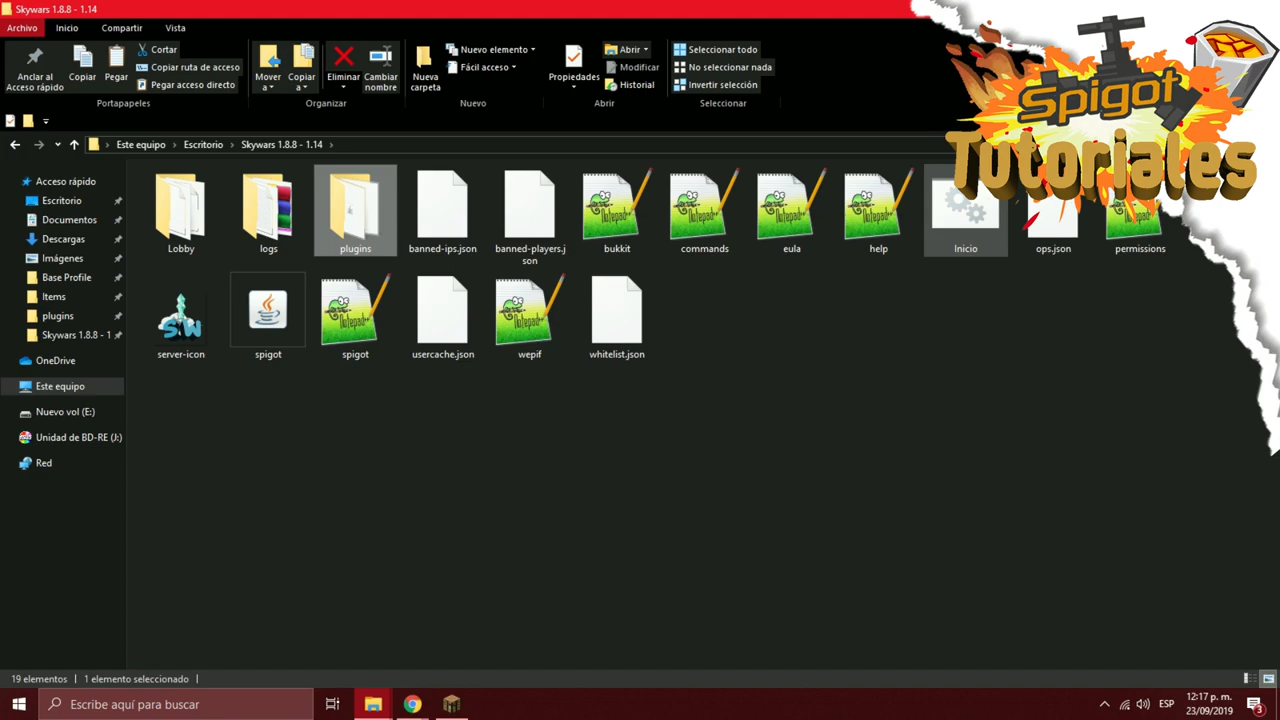 Skywars 1.8.8 - 1.14
Archivo
Inicio
Compartir
Vista
Anclar al
Acceso rápido
Copiar
Pegar
Cortar
Copiar ruta de acceso
Pegar acceso directo
Portapapeles
Mover
a
Copiar
a
Eliminar
Cambiar
nombre
Organizar
Nueva
carpeta
Nuevo elemento
Fácil acceso
Nuevo
Propiedades
Abrir
Modificar
Historial
Abrir
Seleccionar todo
No seleccionar nada
Invertir selección
Seleccionar
Spigot
Tutoriales
Este equipo
Escritorio
Skywars 1.8.8 - 1.14
Acceso rápido
Escritorio
Documentos
Descargas
Imágenes
Base Profile
Items
plugins
Skywars 1.8.8 - 1
OneDrive
Este equipo
Nuevo vol (E:)
Unidad de BD-RE (J:)
Red
Lobby
logs
plugins
banned-ips.json
banned-players.j
son
bukkit
commands
eula
help
Inicio
ops.json
permissions
server-icon
spigot
spigot
usercache.json
wepif
whitelist.json
19 elementos
1 elemento seleccionado
Escribe aquí para buscar
ESP
12:17 p. m.
23/09/2019
3